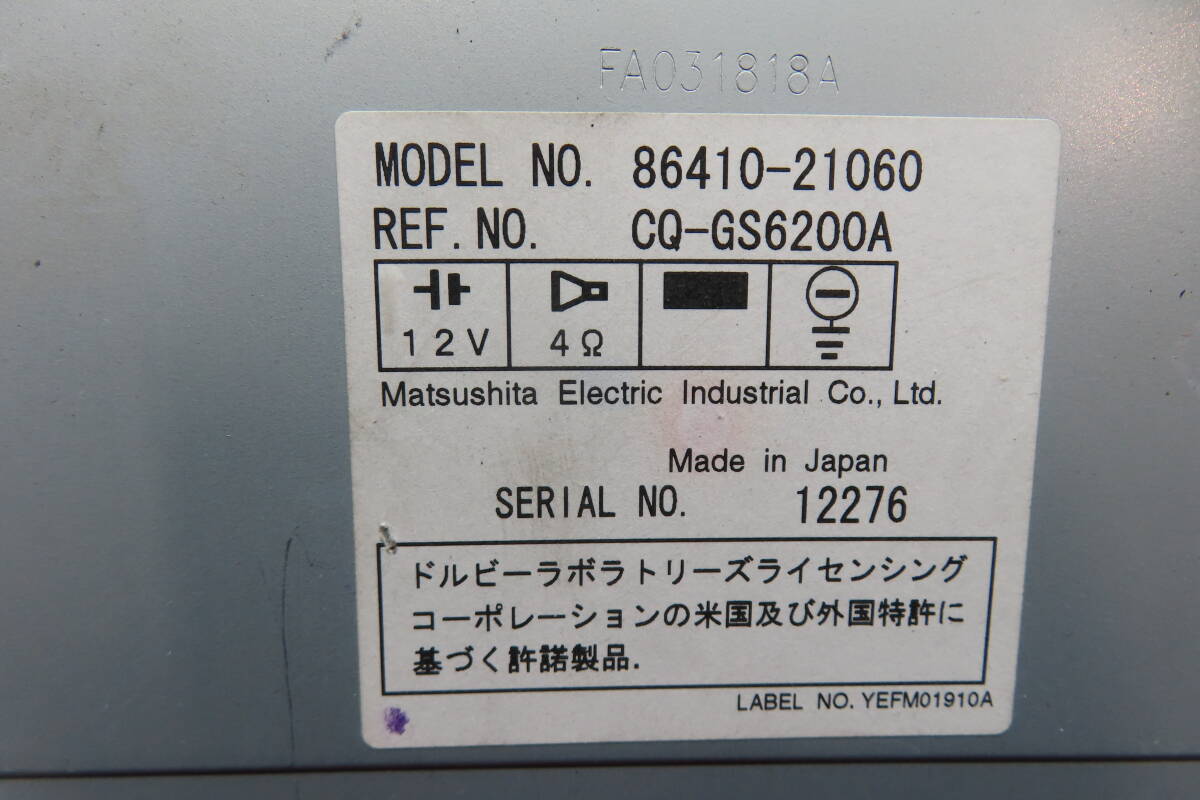 FA031818A
MODEL NO. 86410-21060
REF. NO. CQ-GS6200A
12V 4Ω
Matsushita Electric Industrial Co., Ltd.
Made in Japan
SERIAL NO. 12276
ドルビーラボラトリーズライセンシング
コーポレーションの米国及び外国特許に
基づく許諾製品.
LABEL NO. YEFM01910A